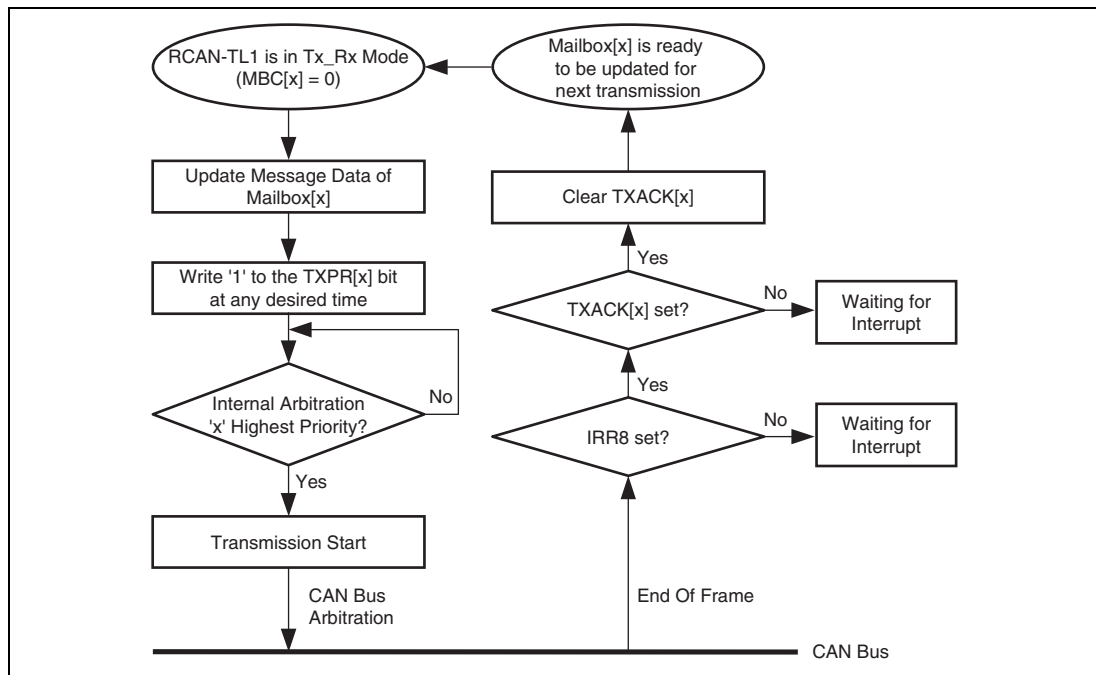 RCAN-TL1 is in Tx_Rx Mode
(MBC[x] = 0)
Mailbox[x] is ready
to be updated for
next transmission
Update Message Data of
Mailbox[x]
Clear TXACK[x]
Yes
Write '1' to the TXPR[x] bit
at any desired time
TXACK[x] set?
No
Waiting for
Interrupt
Yes
No
Internal Arbitration
'x' Highest Priority?
IRR8 set?
No
Waiting for
Interrupt
Yes
Transmission Start
CAN Bus
Arbitration
End Of Frame
CAN Bus